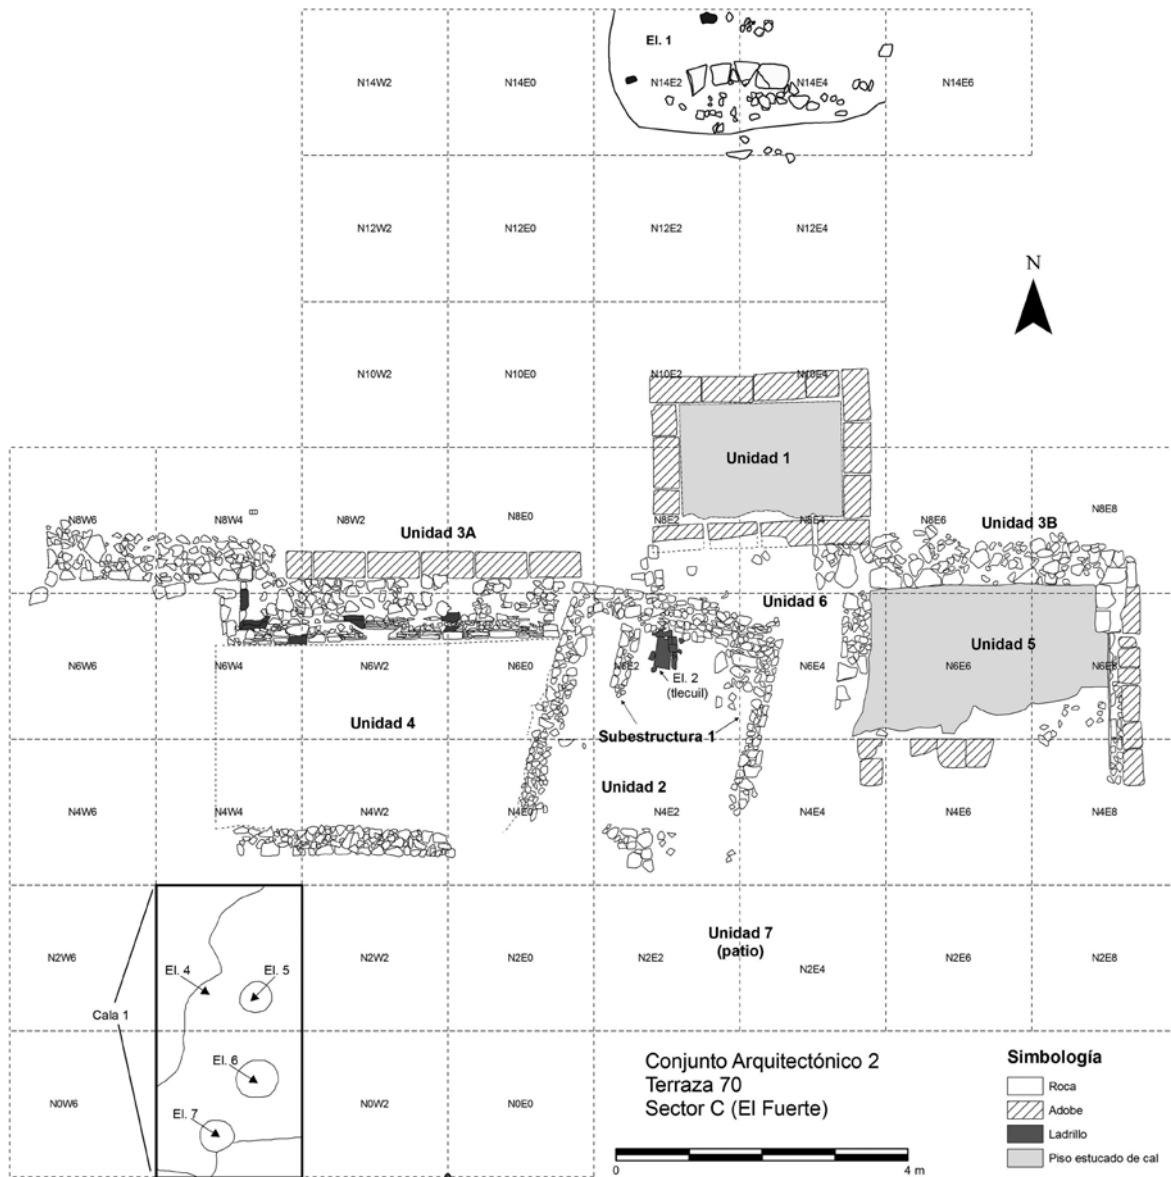 El. 1
N14W2
N14E0
N14E2
N14E4
N14E6
N12W2
N12E0
N12E2
N12E4
N
N10W2
N10E0
N10E2
N10E4
Unidad 1
N8W6
N8W4
N8W2
Unidad 3A
N8E0
N8E2
N8E4
N8E6
Unidad 3B
N8E8
Unidad 6
N6W6
N6W4
N6W2
N6E0
N6E2
El. 2
(tlecuil)
N6E4
Unidad 5
N6E6
N6E8
Unidad 4
Subestructura 1
Unidad 2
N4W6
N4W4
N4W2
N4E0
N4E2
N4E4
N4E6
N4E8
Unidad 7
(patio)
N2W6
El. 4
El. 5
N2W2
N2E0
N2E2
N2E4
N2E6
N2E8
Cala 1
El. 6
El. 7
N0W6
N0W2
N0E0
Conjunto Arquitectónico 2
Terraza 70
Sector C (El Fuerte)
0
4 m
Simbología
Roca
Adobe
Ladrillo
Piso estucado de cal